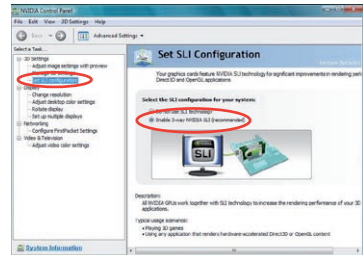 NVIDIA Control Panel
File Edit View 3D Settings Help
Advanced Settings
Select a Task...
3D Settings
Adjust image settings with preview
Set SLI configuration
Display
Change resolution
Adjust desktop color settings
Rotate display
Set up multiple displays
Networking
Configure FirstPacket Settings
Video & Television
Adjust video color settings
System Information
Set SLI Configuration
Your graphics cards feature NVIDIA SLI technology for significant improvements in rendering perf
Direct3D and OpenGL applications.
Select the SLI configuration for your system:
Do not use SLI technology
Enable 3-way NVIDIA SLI (recommended)
SLI
Description:
All NVIDIA GPUs work together with SLI technology to increase the rendering performance of your 3D
applications.
Typical usage scenarios:
• Playing 3D games
• Using any application that renders hardware-accelerated Direct3D or OpenGL content